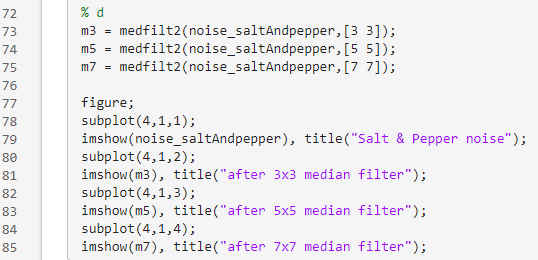 72 % d
73 m3 = medfilt2(noise_saltAndpepper,[3 3]);
74 m5 = medfilt2(noise_saltAndpepper,[5 5]);
75 m7 = medfilt2(noise_saltAndpepper,[7 7]);
76
77 figure;
78 subplot(4,1,1);
79 imshow(noise_saltAndpepper), title("Salt & Pepper noise");
80 subplot(4,1,2);
81 imshow(m3), title("after 3x3 median filter");
82 subplot(4,1,3);
83 imshow(m5), title("after 5x5 median filter");
84 subplot(4,1,4);
85 imshow(m7), title("after 7x7 median filter");